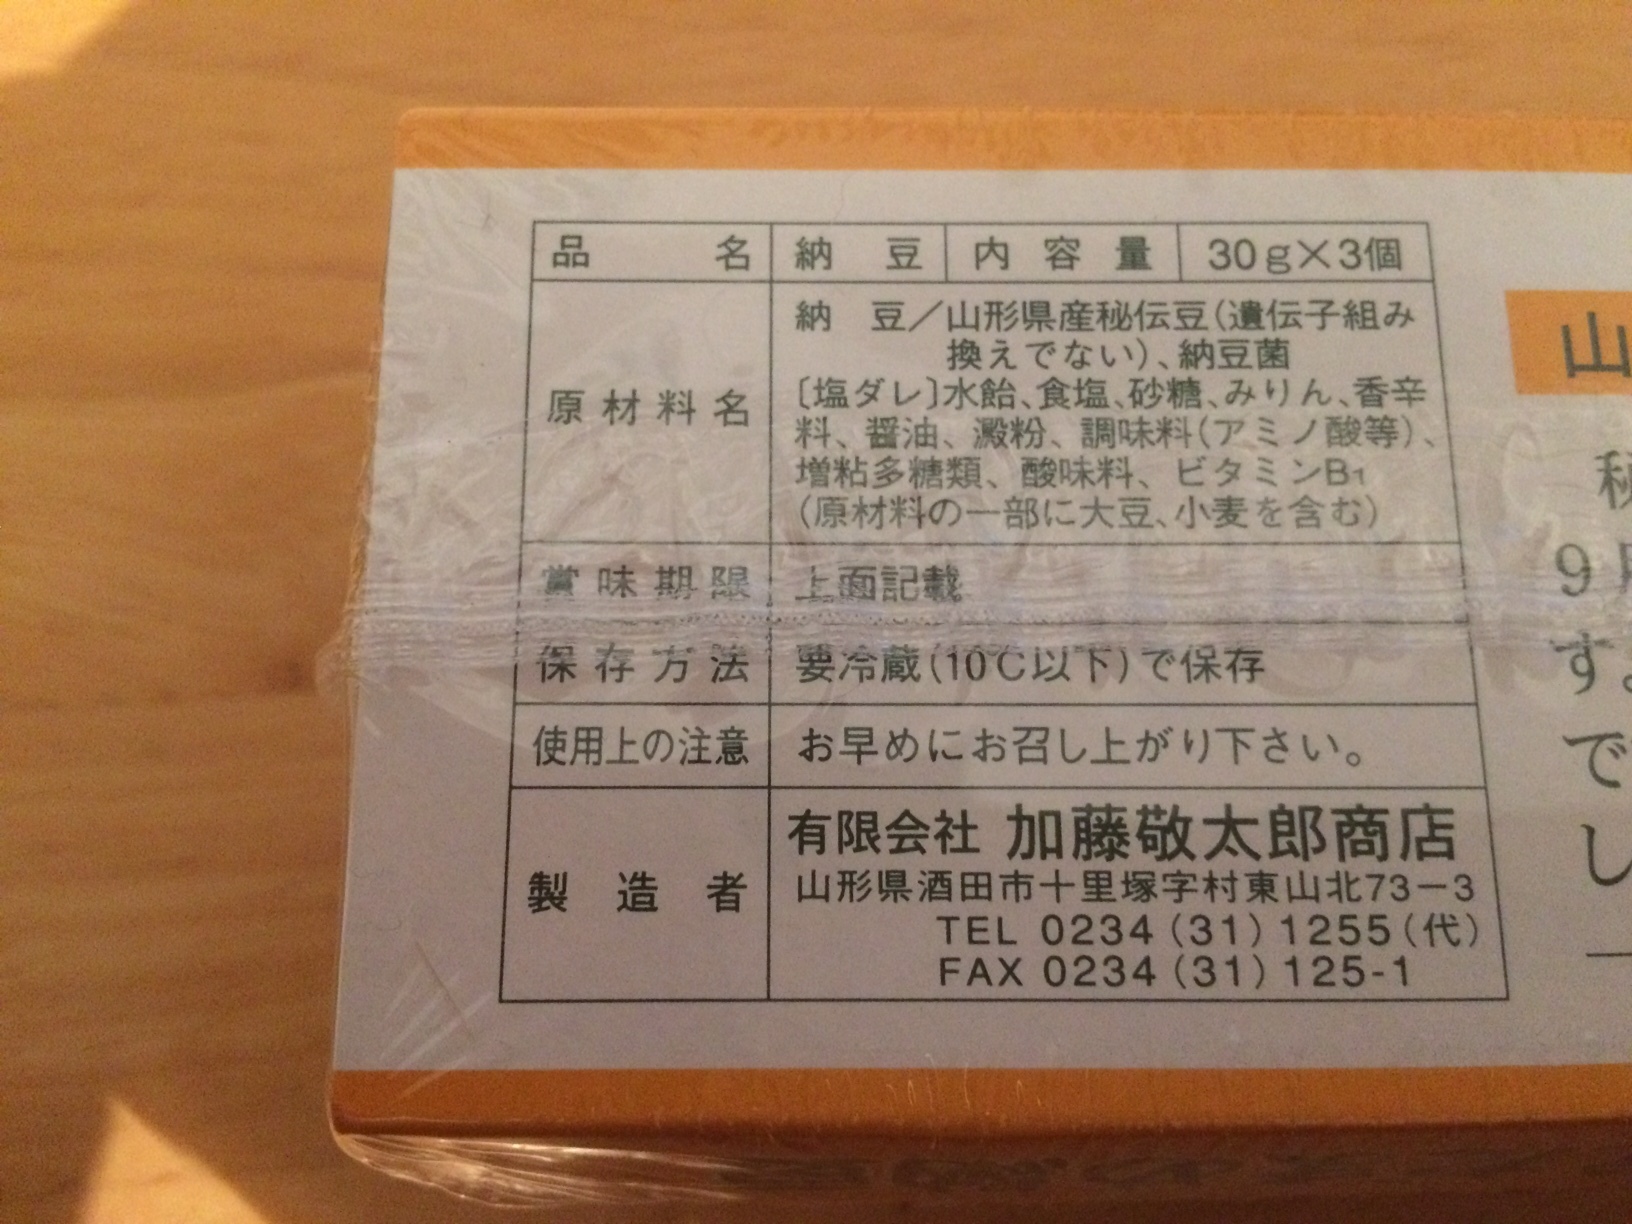 品名 納豆 内容量 30g×3個
原材料名
納 豆／山形県産秘伝豆(遺伝子組み
換えでない)、納豆菌
〔塩ダレ〕水飴、食塩、砂糖、みりん、香辛
料、醤油、澱粉、調味料(アミノ酸等)、
増粘多糖類、酸味料、ビタミンB1
(原材料の一部に大豆、小麦を含む)
賞味期限 上面記載
保存方法 要冷蔵(10℃以下)で保存
使用上の注意 お早めにお召し上がり下さい。
製造者
有限会社 加藤敬太郎商店
山形県酒田市十里塚字村東山北73－3
TEL 0234(31)1255(代)
FAX 0234(31)125-1
山
9
す。
で
し